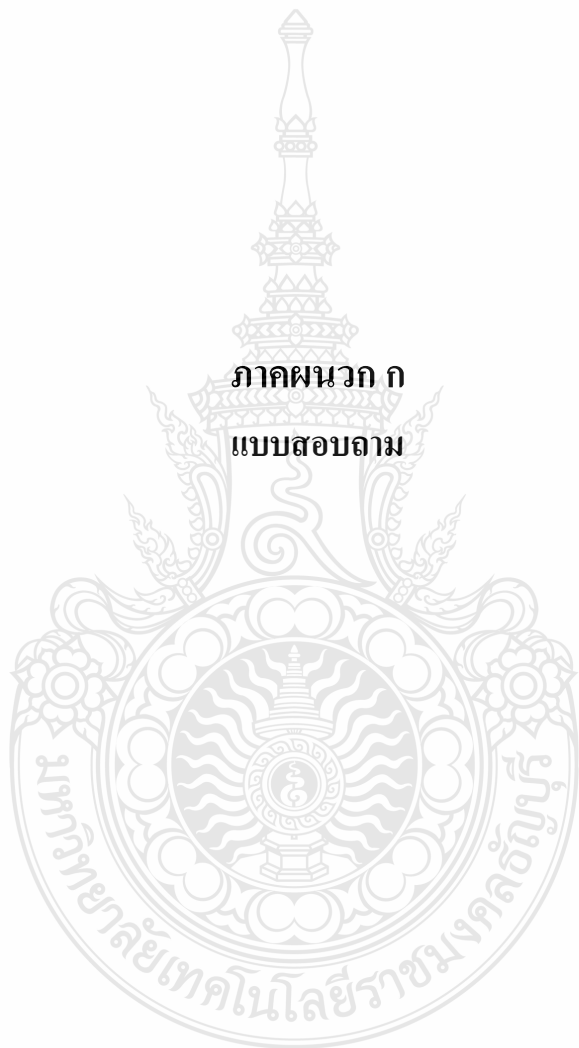 ภาคผนวก ก
แบบสอบถาม
มหาวิทยาลัยเทคโนโลยีราชมงคลธัญบุรี